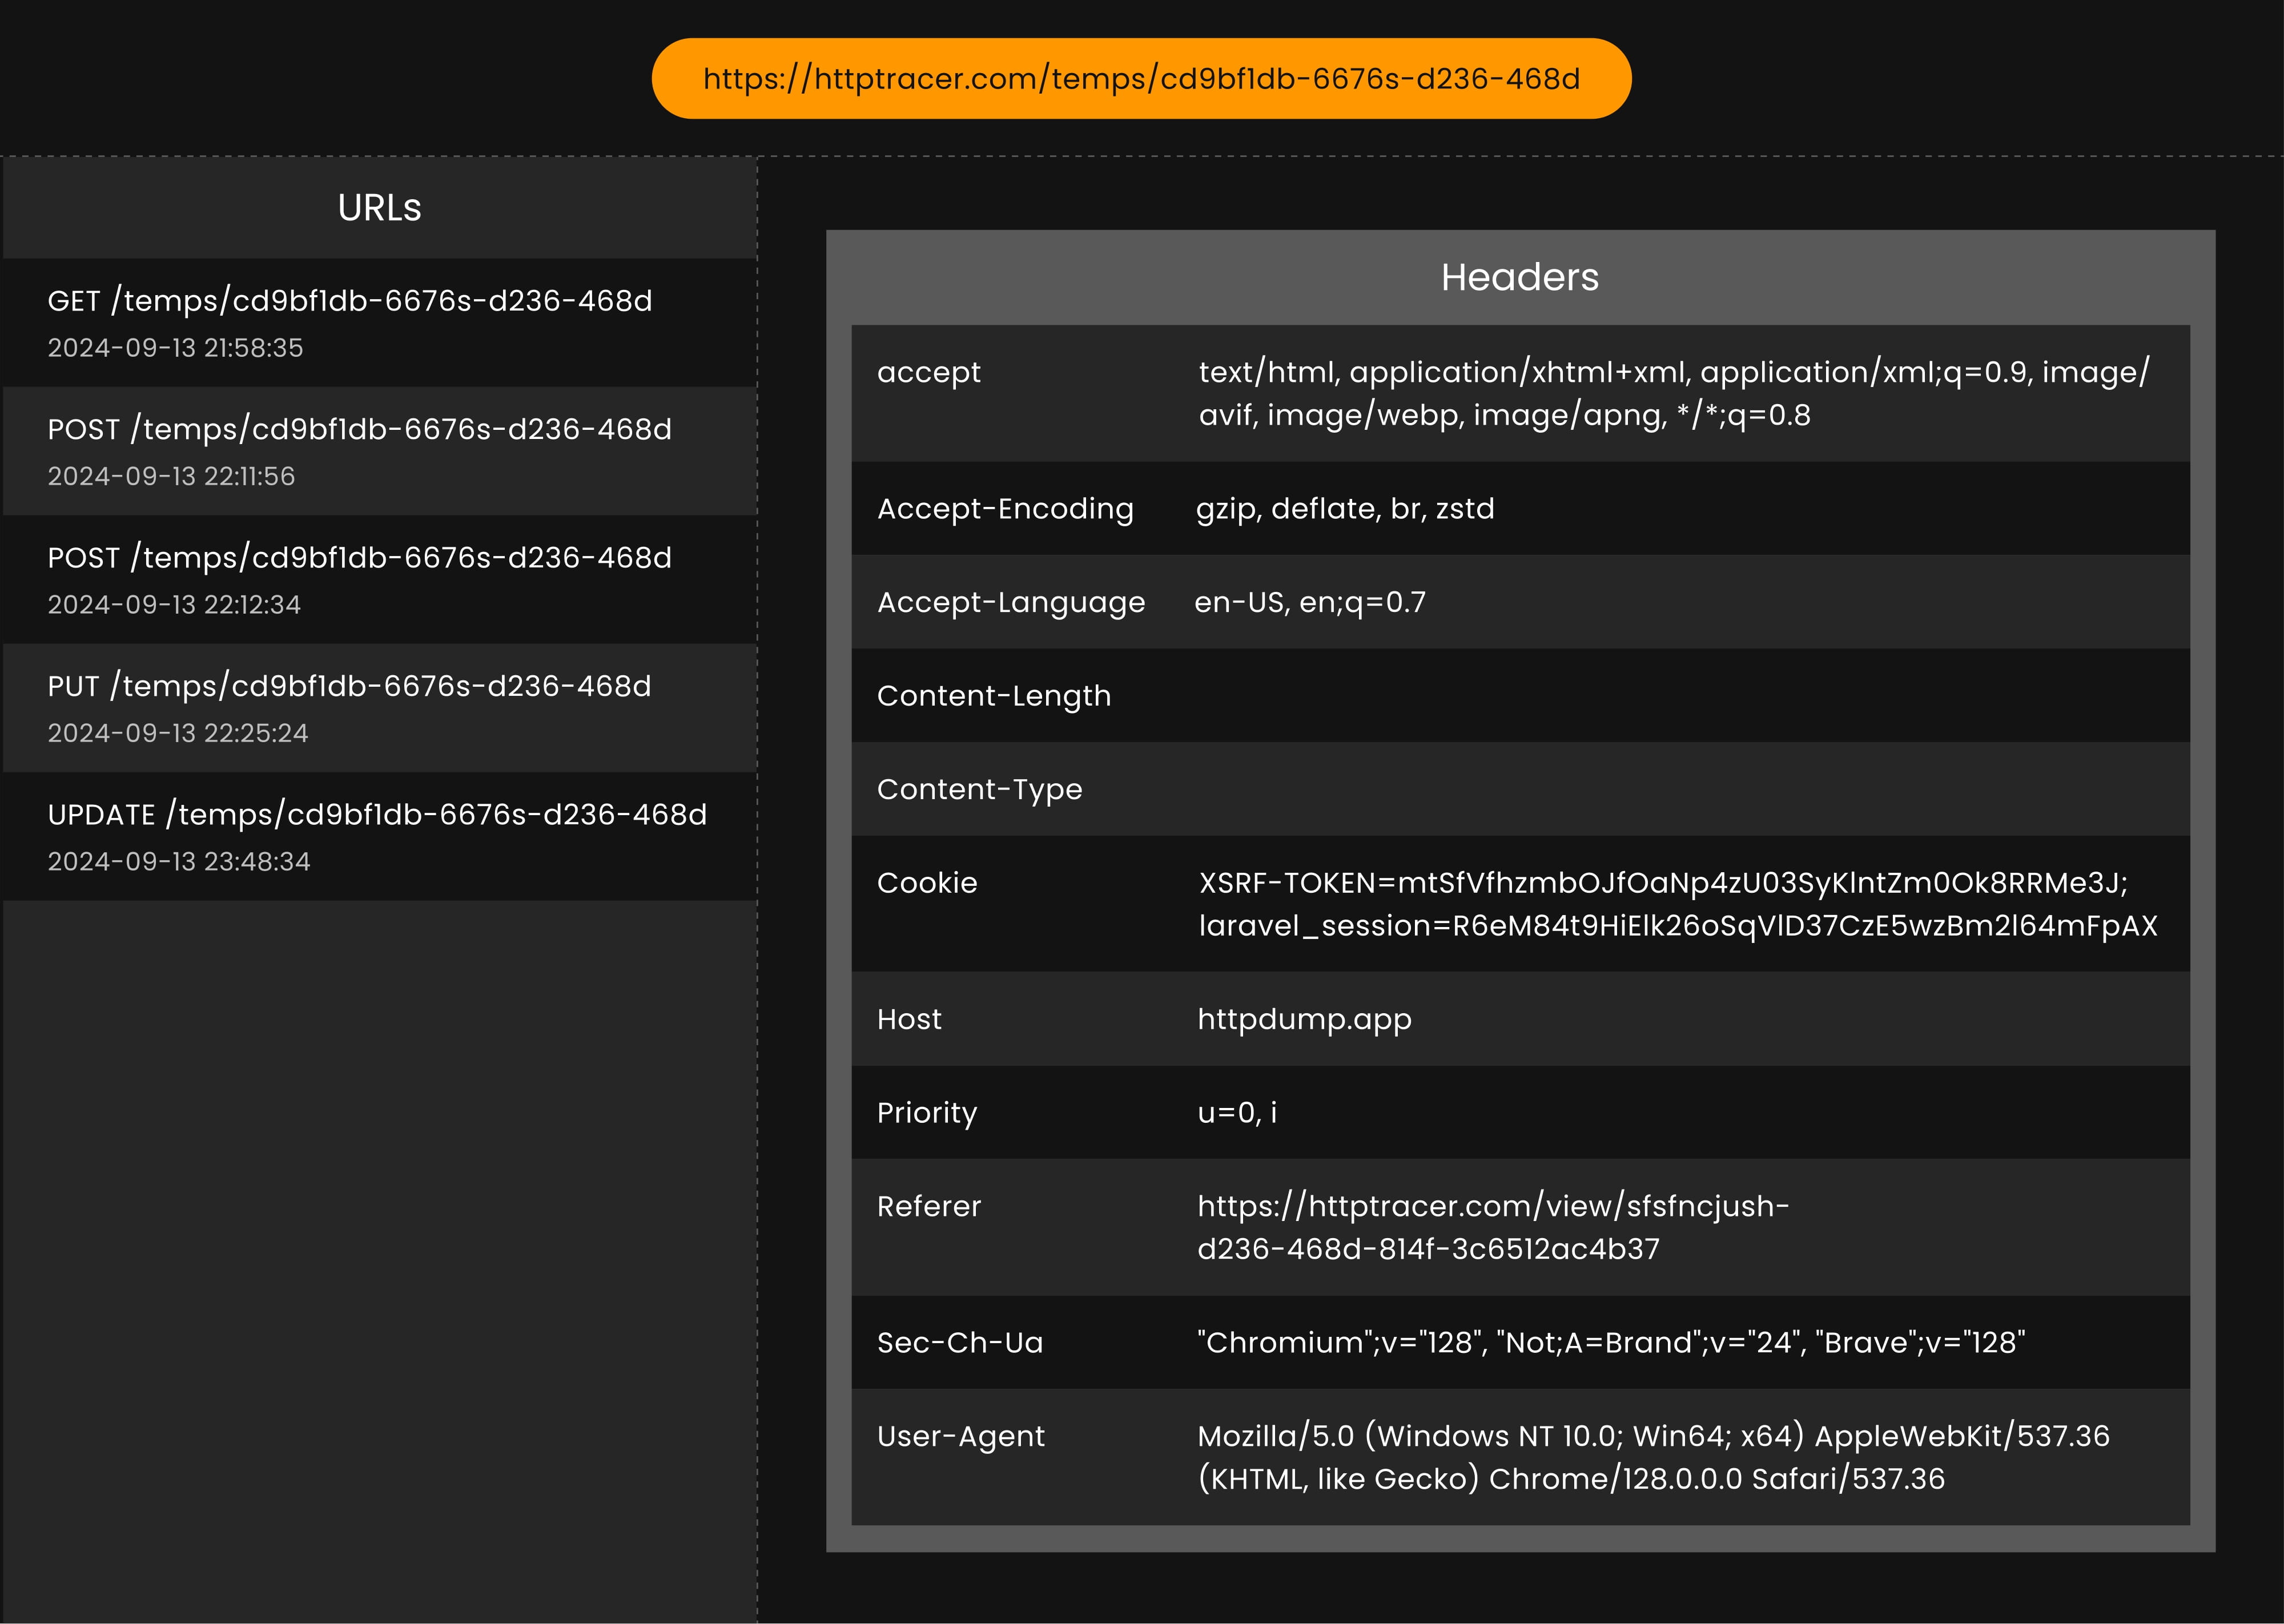 https://httptracer.com/temps/cd9bf1db-6676s-d236-468d
URLs
GET /temps/cd9bf1db-6676s-d236-468d
2024-09-13 21:58:35
POST /temps/cd9bf1db-6676s-d236-468d
2024-09-13 22:11:56
POST /temps/cd9bf1db-6676s-d236-468d
2024-09-13 22:12:34
PUT /temps/cd9bf1db-6676s-d236-468d
2024-09-13 22:25:24
UPDATE /temps/cd9bf1db-6676s-d236-468d
2024-09-13 23:48:34
Headers
accept text/html, application/xhtml+xml, application/xml;q=0.9, image/
avif, image/webp, image/apng, */*;q=0.8
Accept-Encoding gzip, deflate, br, zstd
Accept-Language en-US, en;q=0.7
Content-Length
Content-Type
Cookie XSRF-TOKEN=mtSfVfhzmbOJfOaNp4zU03SyKlntZm0Ok8RRMe3J;
laravel_session=R6eM84t9HiElk26oSqVlD37CzE5wzBm2l64mFpAX
Host httpdump.app
Priority u=0, i
Referer https://httptracer.com/view/sfsfncjush-
d236-468d-814f-3c6512ac4b37
Sec-Ch-Ua "Chromium";v="128", "Not;A=Brand";v="24", "Brave";v="128"
User-Agent Mozilla/5.0 (Windows NT 10.0; Win64; x64) AppleWebKit/537.36
(KHTML, like Gecko) Chrome/128.0.0.0 Safari/537.36